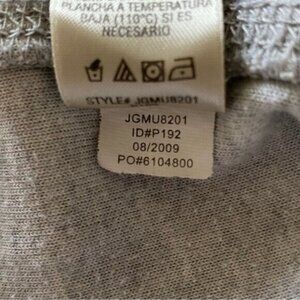 PLANCHA A TEMPERATURA
BAJA (110°C) SI ES
NECESARIO
STYLE# JGMU8201
JGMU8201
ID#P192
08/2009
PO#6104800